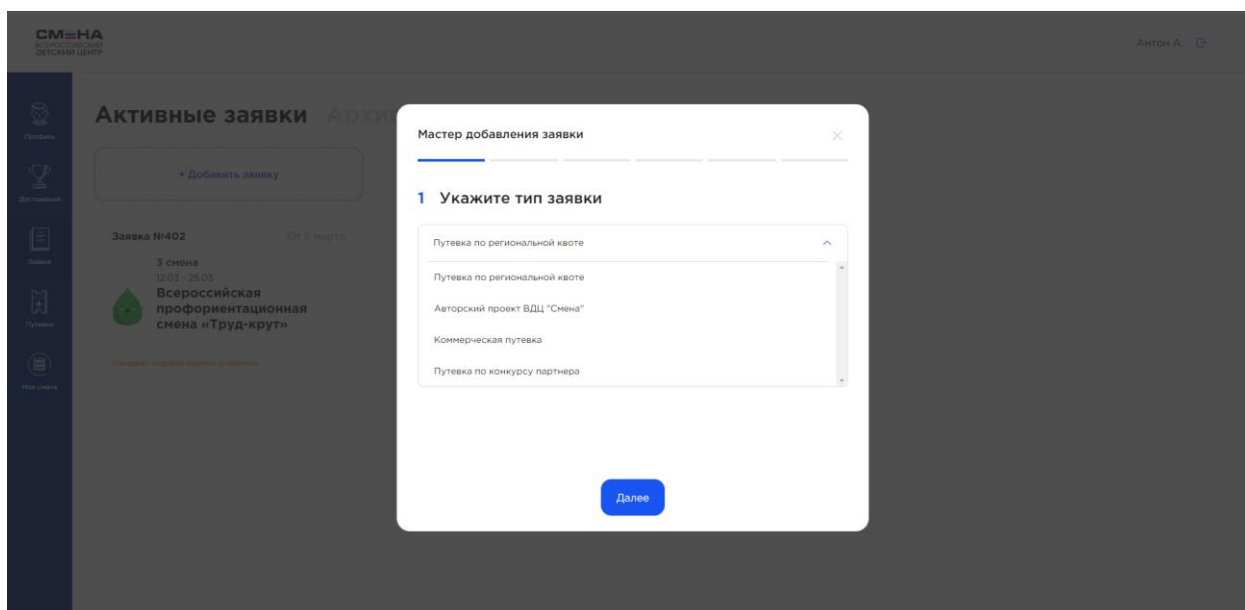 СМЕНА
ВСЕРОССИЙСКИЙ
ДЕТСКИЙ ЦЕНТР
Антон А.
Профиль
Достижения
Заявки
Путевки
Моя смена
Активные заявки Архи
+ Добавить заявку
Заявка №402 От 5 марта
3 смена
12.03 - 25.03
Всероссийская
профориентационная
смена «Труд-крут»
Ожидает подтверждения родителя
Мастер добавления заявки
1 Укажите тип заявки
Путевка по региональной квоте
Путевка по региональной квоте
Авторский проект ВДЦ "Смена"
Коммерческая путевка
Путевка по конкурсу партнера
Далее